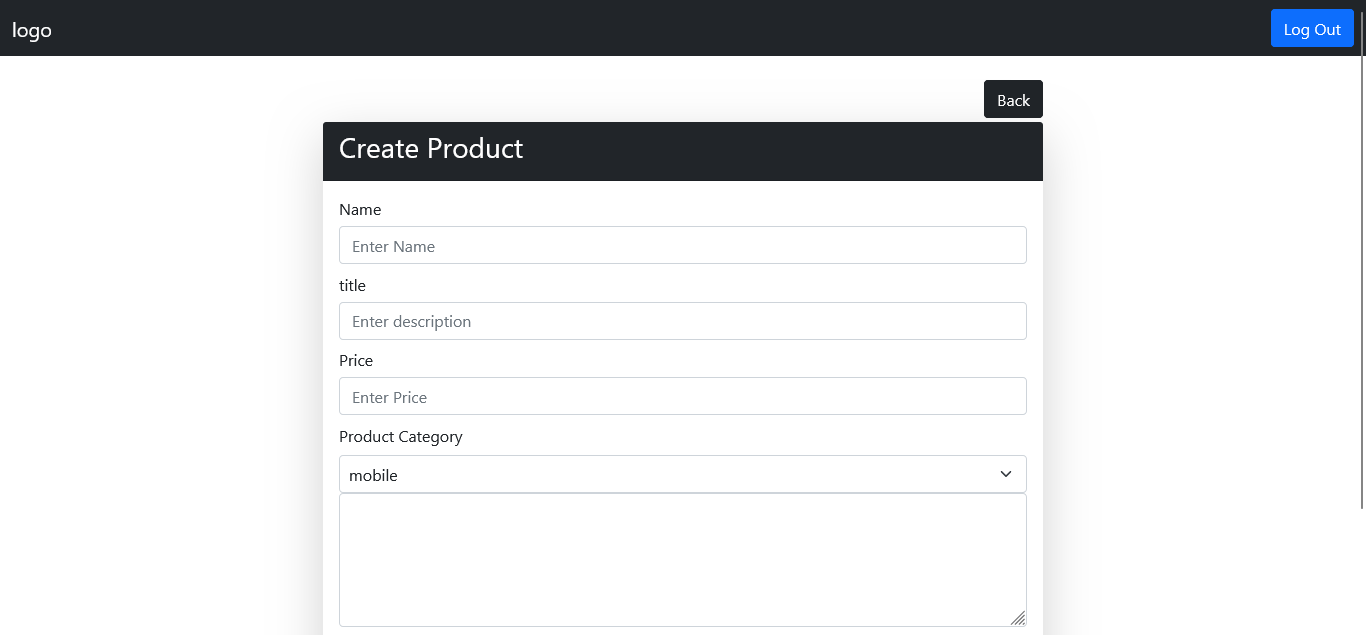 logo
Log Out
Back
Create Product
Name
Enter Name
title
Enter description
Price
Enter Price
Product Category
mobile